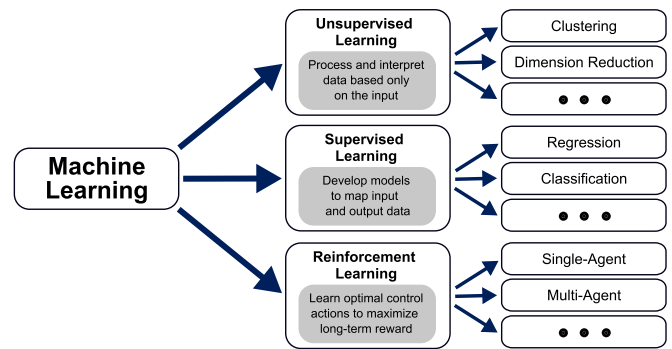 Machine
Learning
Unsupervised
Learning
Process and interpret
data based only
on the input
Clustering
Dimension Reduction
Supervised
Learning
Develop models
to map input
and output data
Regression
Classification
Reinforcement
Learning
Learn optimal control
actions to maximize
long-term reward
Single-Agent
Multi-Agent